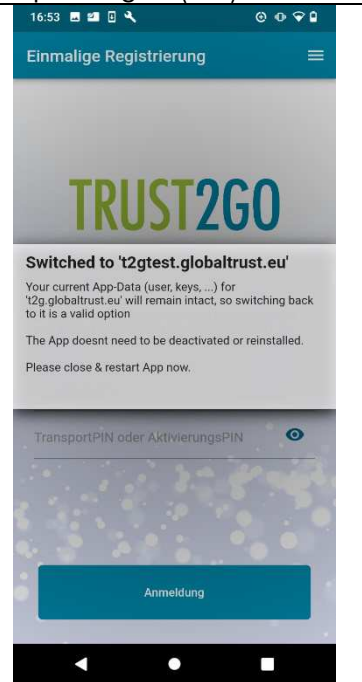 16:53
Einmalige Registrierung
TRUST2GO
Switched to 't2gtest.globaltrust.eu'
Your current App-Data (user, keys, ...) for
't2g.globaltrust.eu' will remain intact, so switching back
to it is a valid option
The App doesnt need to be deactivated or reinstalled.
Please close & restart App now.
TransportPIN oder AktivierungsPIN
Anmeldung